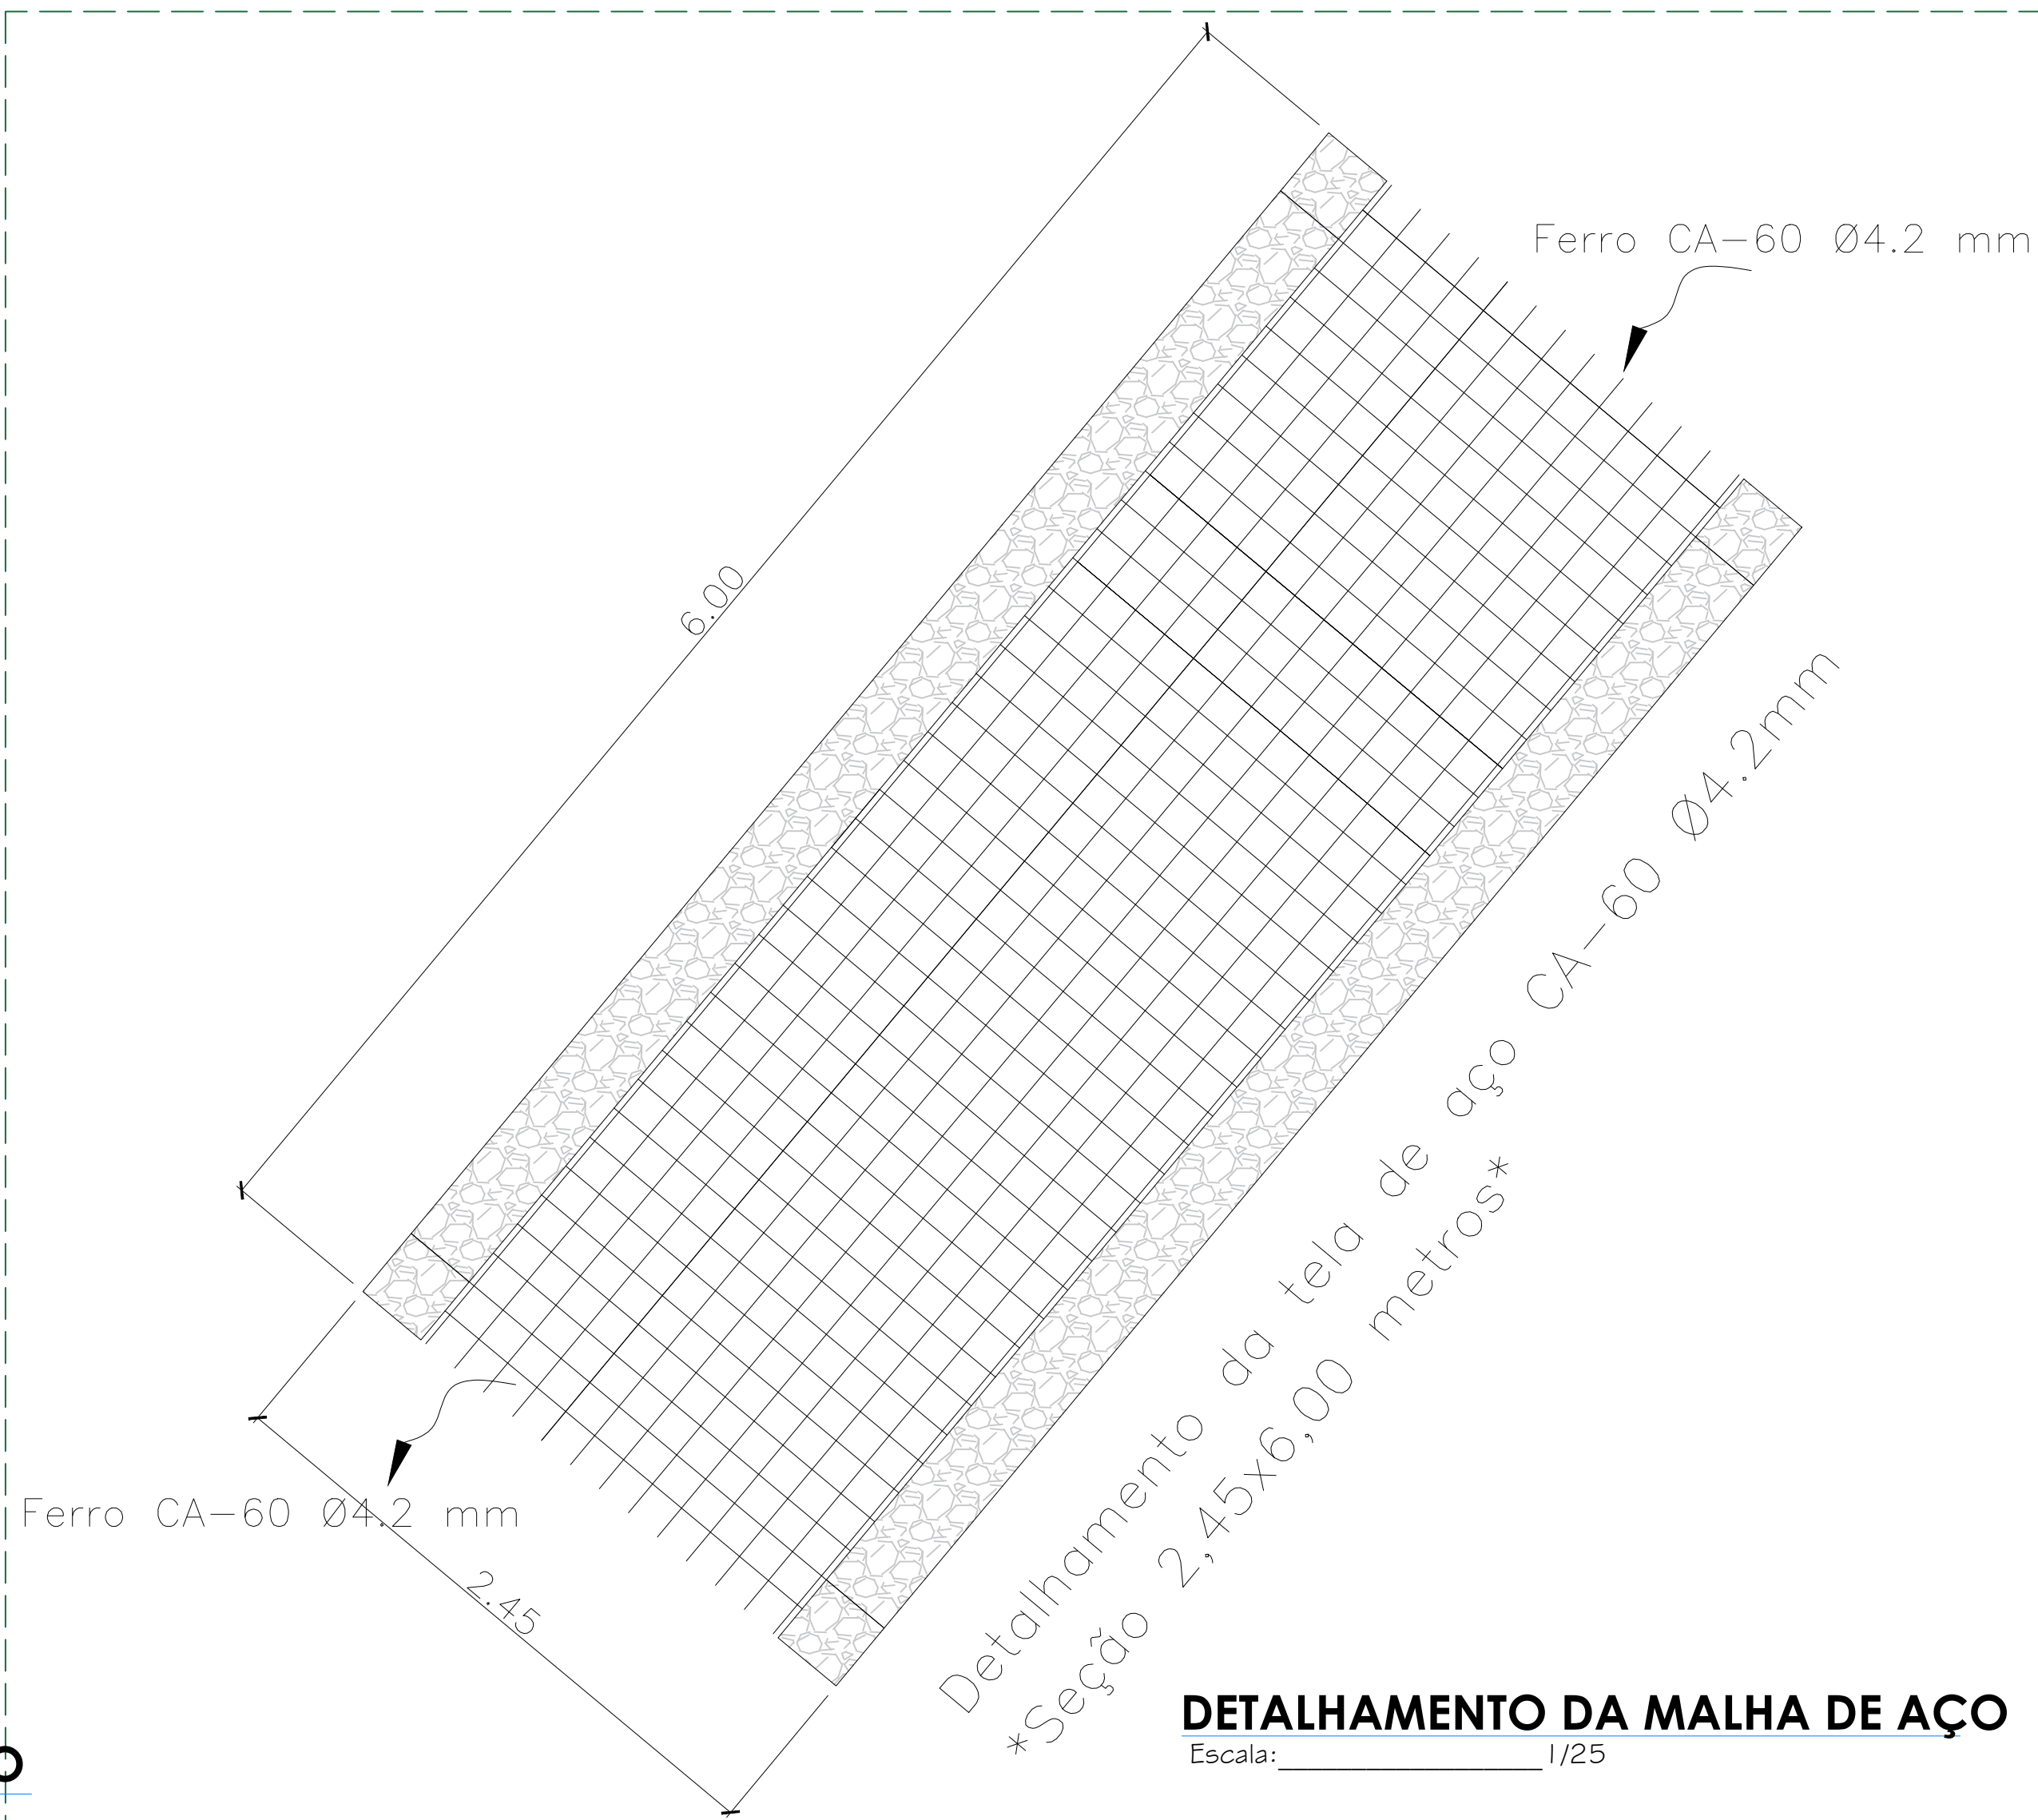 Ferro CA-60 Ø4.2 mm
6.00
Detalhamento da tela de aço CA-60 Ø4.2mm
*Seção 2,45x6,00 metros*
Ferro CA-60 Ø4.2 mm
2.45
DETALHAMENTO DA MALHA DE AÇO
Escala:____________________1/25
O